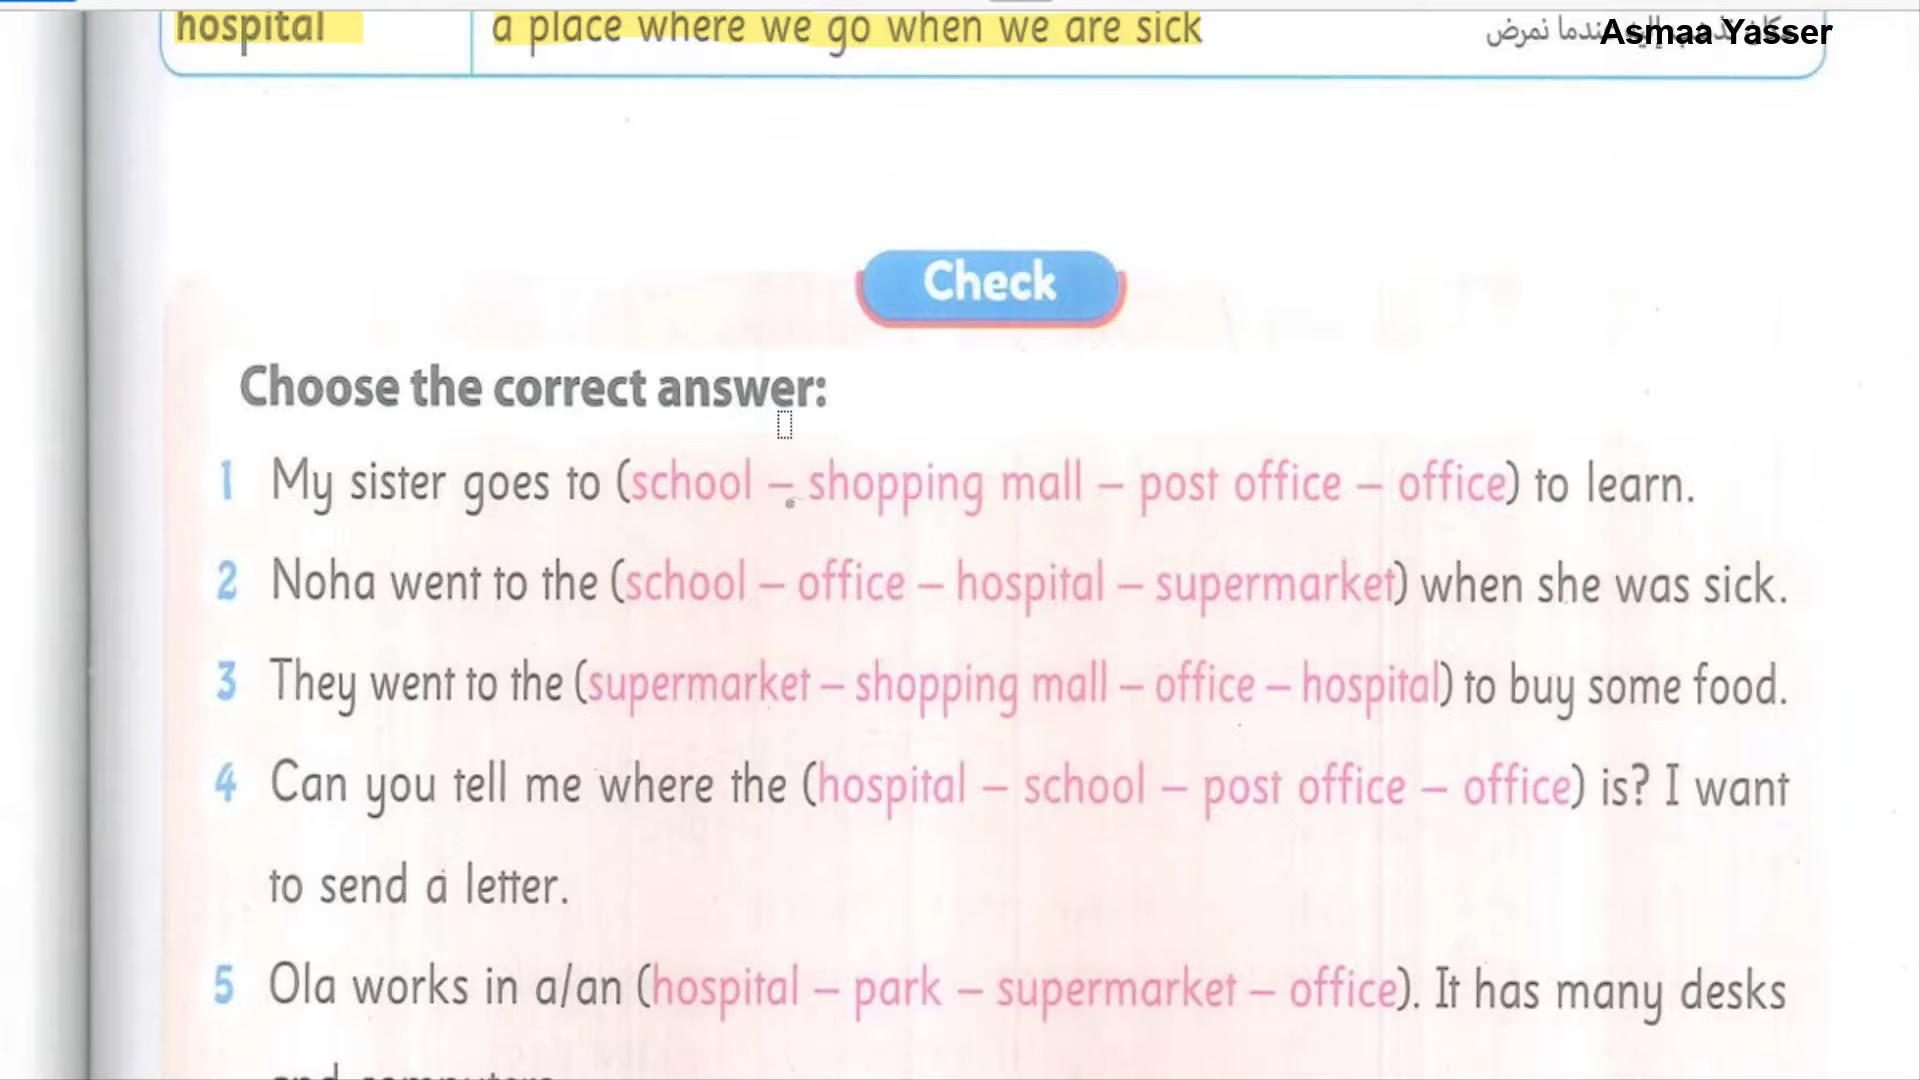 hospital a place where we go when we are sick نمرض
Asmaa Yasser
Check
Choose the correct answer:
1 My sister goes to (school – shopping mall – post office – office) to learn.
2 Noha went to the (school – office – hospital – supermarket) when she was sick.
3 They went to the (supermarket – shopping mall – office – hospital) to buy some food.
4 Can you tell me where the (hospital – school – post office – office) is? I want
to send a letter.
5 Ola works in a/an (hospital – park – supermarket – office). It has many desks
and computers